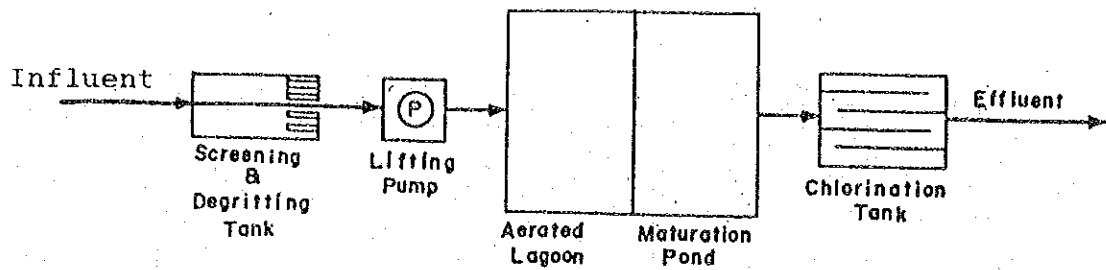 Influent
Screening
&
Degritting
Tank
P
Lifting
Pump
Aerated
Lagoon
Maturation
Pond
Chlorination
Tank
Effluent